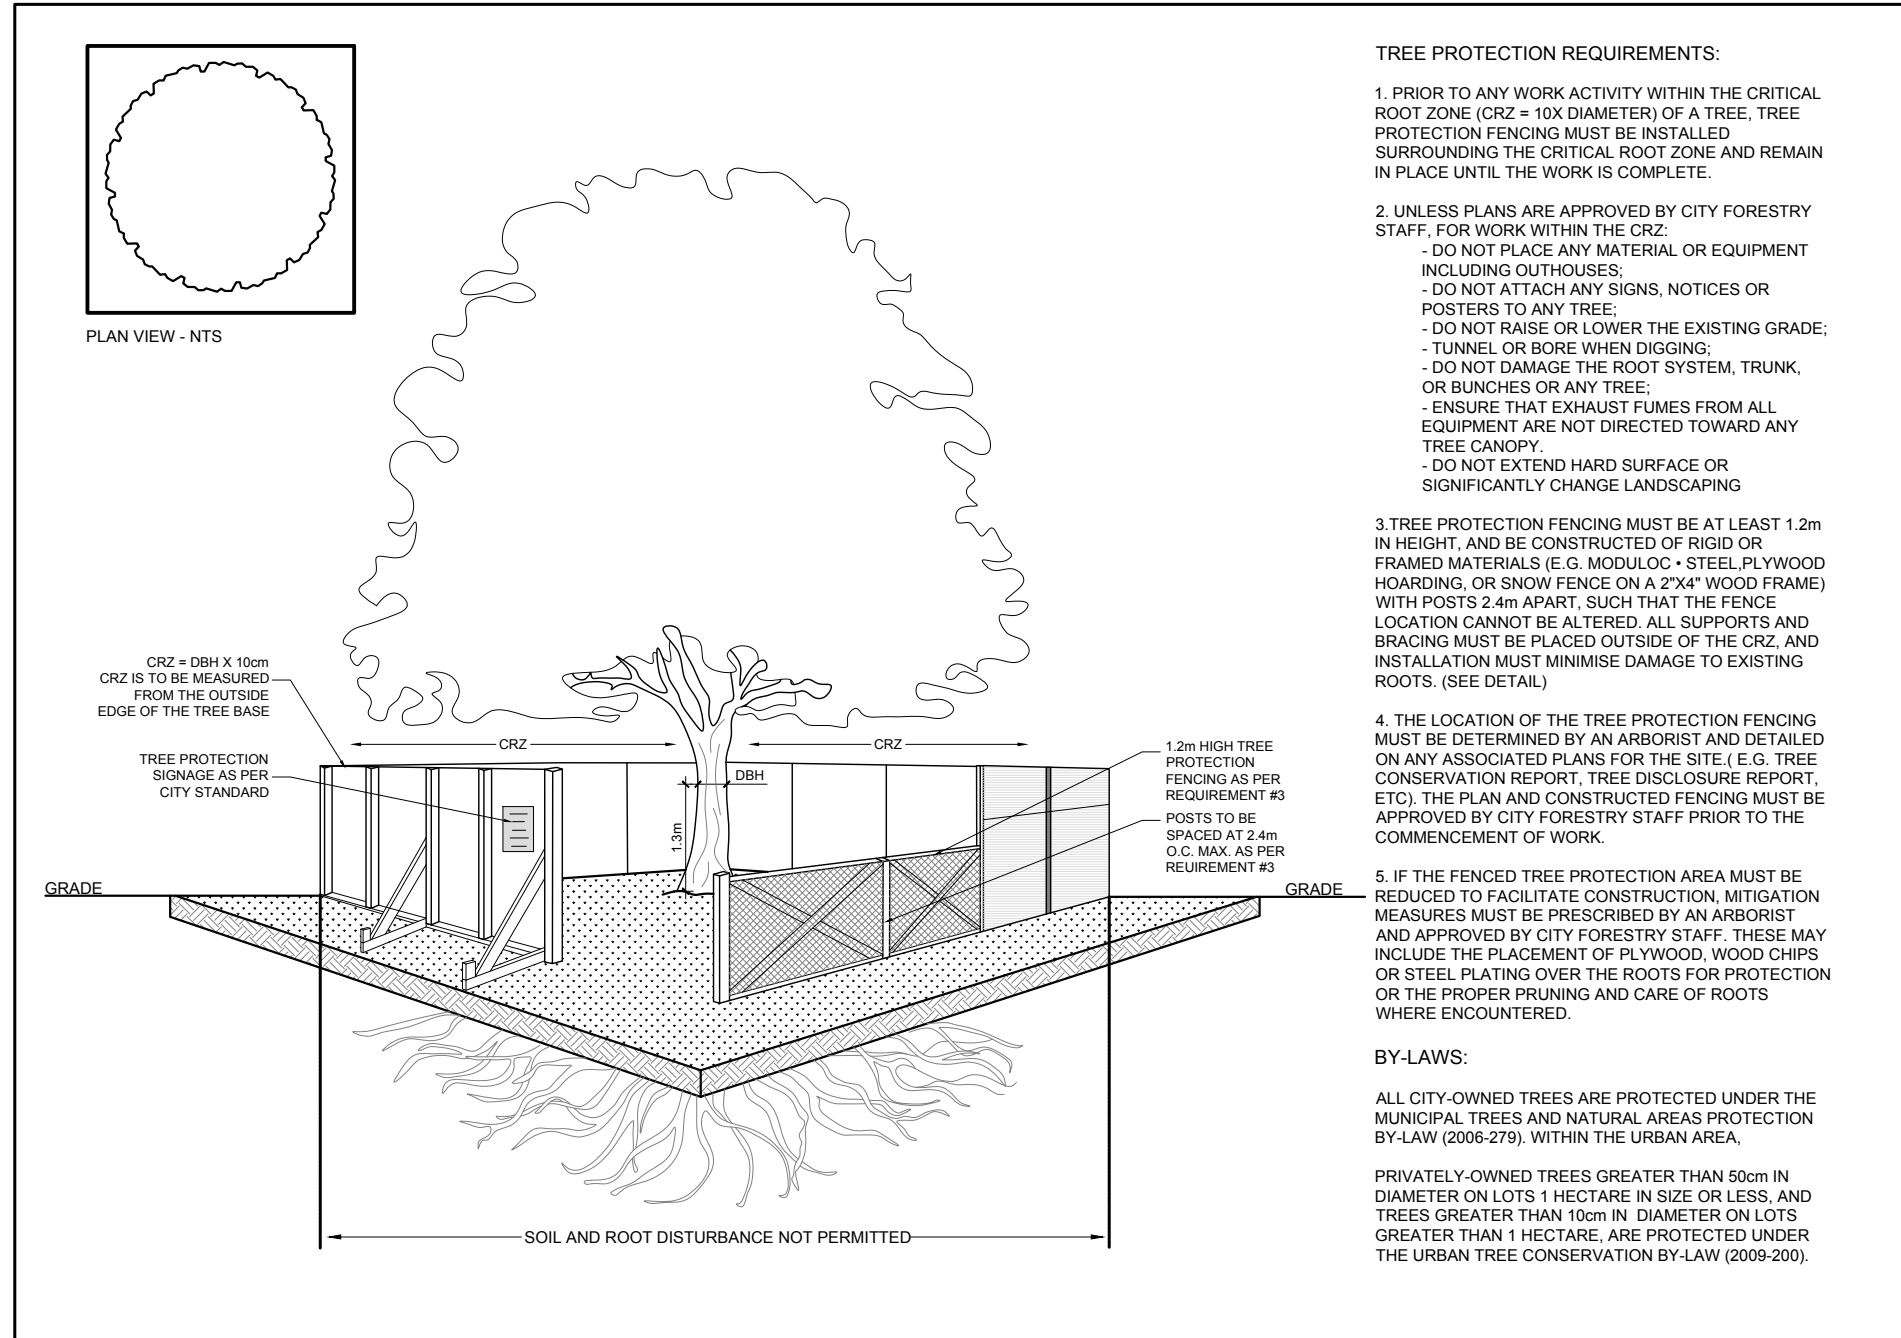 PLAN VIEW - NTS
CRZ = DBH X 10cm
CRZ IS TO BE MEASURED
FROM THE OUTSIDE
EDGE OF THE TREE BASE
TREE PROTECTION
SIGNAGE AS PER
CITY STANDARD
GRADE
CRZ
CRZ
DBH
1.3m
1.2m HIGH TREE
PROTECTION
FENCING AS PER
REQUIREMENT #3
POSTS TO BE
SPACED AT 2.4m
O.C. MAX. AS PER
REUIREMENT #3
GRADE
SOIL AND ROOT DISTURBANCE NOT PERMITTED
TREE PROTECTION REQUIREMENTS:
1. PRIOR TO ANY WORK ACTIVITY WITHIN THE CRITICAL
ROOT ZONE (CRZ = 10X DIAMETER) OF A TREE, TREE
PROTECTION FENCING MUST BE INSTALLED
SURROUNDING THE CRITICAL ROOT ZONE AND REMAIN
IN PLACE UNTIL THE WORK IS COMPLETE.
2. UNLESS PLANS ARE APPROVED BY CITY FORESTRY
STAFF, FOR WORK WITHIN THE CRZ:
- DO NOT PLACE ANY MATERIAL OR EQUIPMENT
INCLUDING OUTHOUSES;
- DO NOT ATTACH ANY SIGNS, NOTICES OR
POSTERS TO ANY TREE;
- DO NOT RAISE OR LOWER THE EXISTING GRADE;
- TUNNEL OR BORE WHEN DIGGING;
- DO NOT DAMAGE THE ROOT SYSTEM, TRUNK,
OR BUNCHES OR ANY TREE;
- ENSURE THAT EXHAUST FUMES FROM ALL
EQUIPMENT ARE NOT DIRECTED TOWARD ANY
TREE CANOPY.
- DO NOT EXTEND HARD SURFACE OR
SIGNIFICANTLY CHANGE LANDSCAPING
3.TREE PROTECTION FENCING MUST BE AT LEAST 1.2m
IN HEIGHT, AND BE CONSTRUCTED OF RIGID OR
FRAMED MATERIALS (E.G. MODULOC • STEEL,PLYWOOD
HOARDING, OR SNOW FENCE ON A 2"X4" WOOD FRAME)
WITH POSTS 2.4m APART, SUCH THAT THE FENCE
LOCATION CANNOT BE ALTERED. ALL SUPPORTS AND
BRACING MUST BE PLACED OUTSIDE OF THE CRZ, AND
INSTALLATION MUST MINIMISE DAMAGE TO EXISTING
ROOTS. (SEE DETAIL)
4. THE LOCATION OF THE TREE PROTECTION FENCING
MUST BE DETERMINED BY AN ARBORIST AND DETAILED
ON ANY ASSOCIATED PLANS FOR THE SITE.( E.G. TREE
CONSERVATION REPORT, TREE DISCLOSURE REPORT,
ETC). THE PLAN AND CONSTRUCTED FENCING MUST BE
APPROVED BY CITY FORESTRY STAFF PRIOR TO THE
COMMENCEMENT OF WORK.
5. IF THE FENCED TREE PROTECTION AREA MUST BE
REDUCED TO FACILITATE CONSTRUCTION, MITIGATION
MEASURES MUST BE PRESCRIBED BY AN ARBORIST
AND APPROVED BY CITY FORESTRY STAFF. THESE MAY
INCLUDE THE PLACEMENT OF PLYWOOD, WOOD CHIPS
OR STEEL PLATING OVER THE ROOTS FOR PROTECTION
OR THE PROPER PRUNING AND CARE OF ROOTS
WHERE ENCOUNTERED.
BY-LAWS:
ALL CITY-OWNED TREES ARE PROTECTED UNDER THE
MUNICIPAL TREES AND NATURAL AREAS PROTECTION
BY-LAW (2006-279). WITHIN THE URBAN AREA,
PRIVATELY-OWNED TREES GREATER THAN 50cm IN
DIAMETER ON LOTS 1 HECTARE IN SIZE OR LESS, AND
TREES GREATER THAN 10cm IN DIAMETER ON LOTS
GREATER THAN 1 HECTARE, ARE PROTECTED UNDER
THE URBAN TREE CONSERVATION BY-LAW (2009-200).